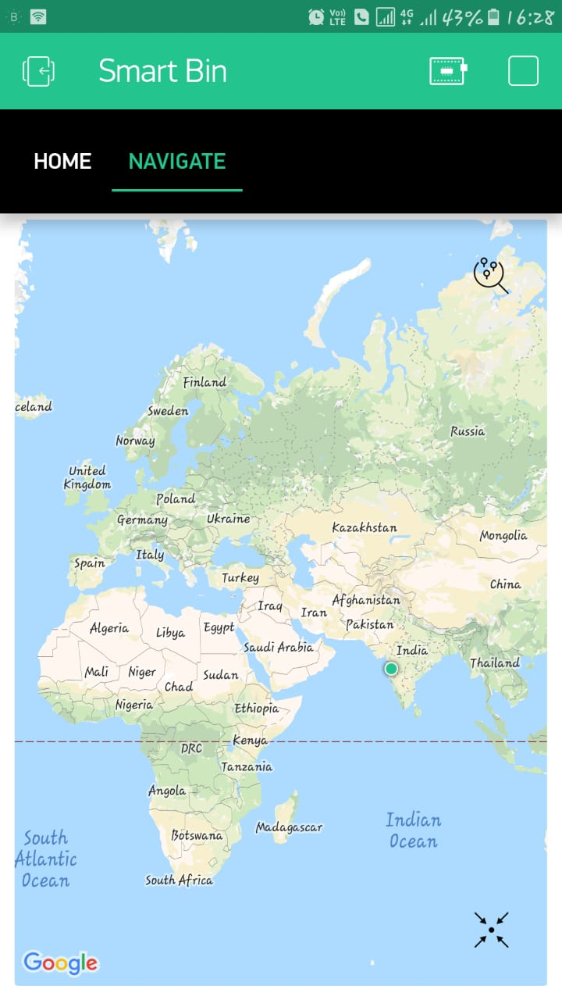 B
Vo))
LTE
4G
43%
16:28
Smart Bin
HOME
NAVIGATE
Finland
celand
Sweden
Russia
Norway
United
Kingdom
Poland
Germany
Ukraine
Kazakhstan
Mongolia
Italy
Spain
Turkey
China
Afghanistan
Iraq
Iran
Pakistan
Algeria
Libya
Egypt
Saudi Arabia
India
Thailand
Mali
Niger
Sudan
Chad
Nigeria
Ethiopia
Kenya
DRC
Tanzania
Angola
Indian
Ocean
Madagascar
Botswana
South
Atlantic
Ocean
South Africa
Google